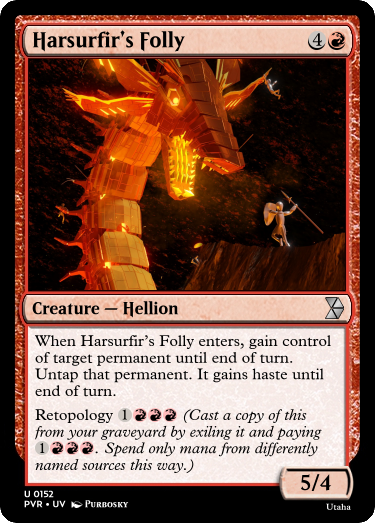 Harsurfir's Folly 4
Creature — Hellion
When Harsurfir's Folly enters, gain control
of target permanent until end of turn.
Untap that permanent. It gains haste until
end of turn.
Retopology 1 (Cast a copy of this
from your graveyard by exiling it and paying
1 . Spend only mana from differently
named sources this way.)
5/4
U 0152
PVR • UV Purbosky
Utaha